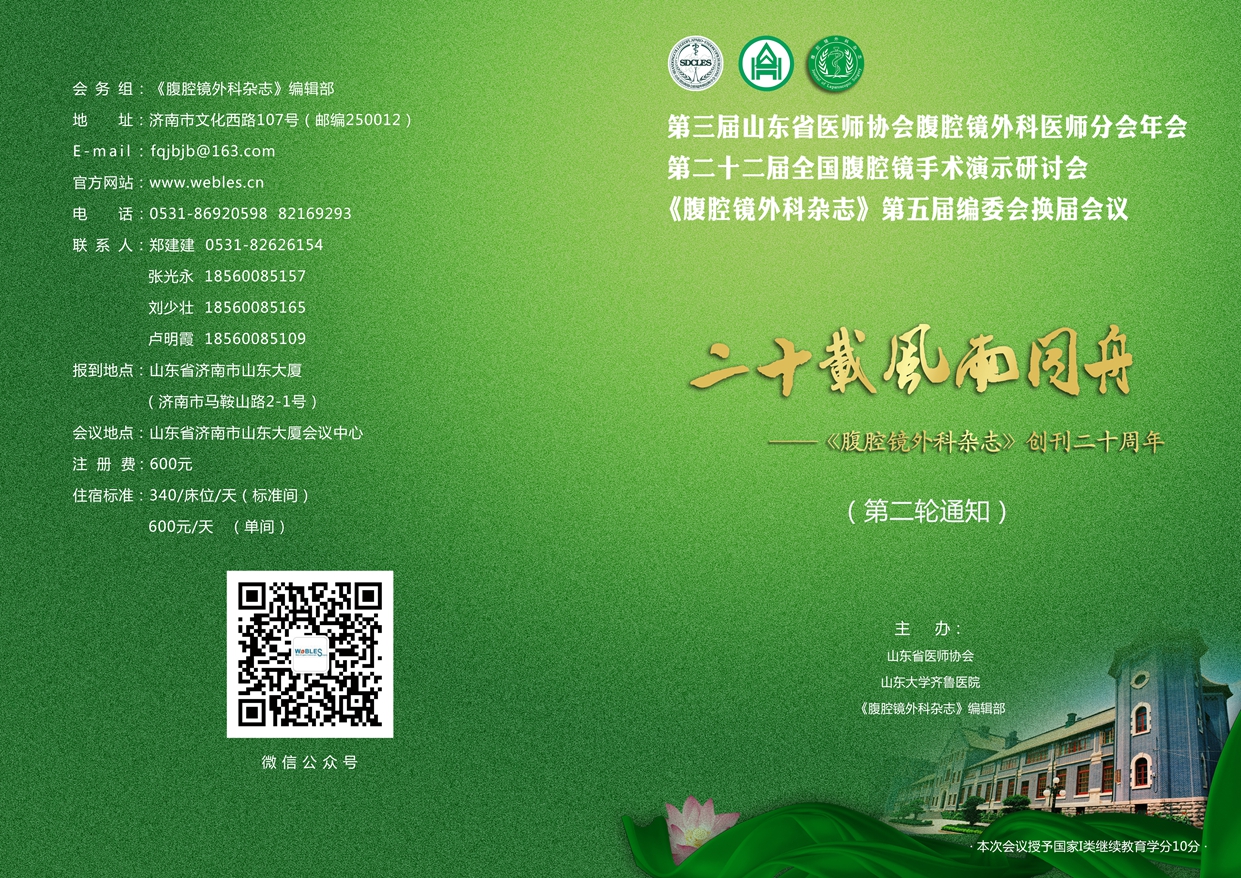 会务组：《腹腔镜外科杂志》编辑部
地　　址：济南市文化西路107号（邮编250012）
E-mail：fqjbjb@163.com
官方网站：www.webles.cn
电　　话：0531-86920598 82169293
联系人：郑建建 0531-82626154
张光永 18560085157
刘少壮 18560085165
卢明霞 18560085109
报到地点：山东省济南市山东大厦
（济南市马鞍山路2-1号）
会议地点：山东省济南市山东大厦会议中心
注册费：600元
住宿标准：340/床位/天（标准间）
600元/天　（单间）
WeBLES
微信公众号
SDCLES
第三届山东省医师协会腹腔镜外科医师分会年会
第二十二届全国腹腔镜手术演示研讨会
《腹腔镜外科杂志》第五届编委会换届会议
二十載風雨同舟
——《腹腔镜外科杂志》创刊二十周年
（第二轮通知）
主　办：
山东省医师协会
山东大学齐鲁医院
《腹腔镜外科杂志》编辑部
·本次会议授予国家I类继续教育学分10分·